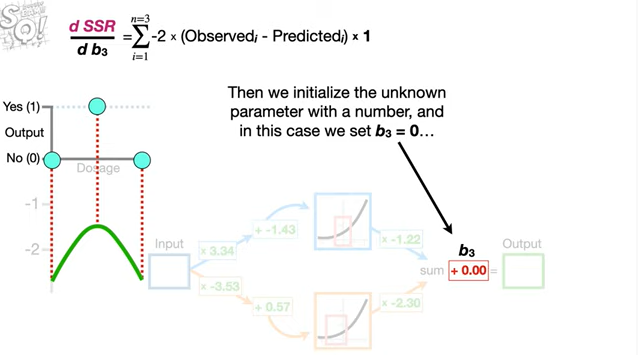 SQ!
d SSR
d b3
n=3
= Σ -2 × (Observedi - Predictedi) × 1
i=1
Then we initialize the unknown
parameter with a number, and
in this case we set b3 = 0…
Yes (1)
Output
No (0)
Dosage
-1
-2
Input
× 3.34
+ -1.43
× -1.22
× -3.53
+ 0.57
× -2.30
b3
sum + 0.00 =
Output